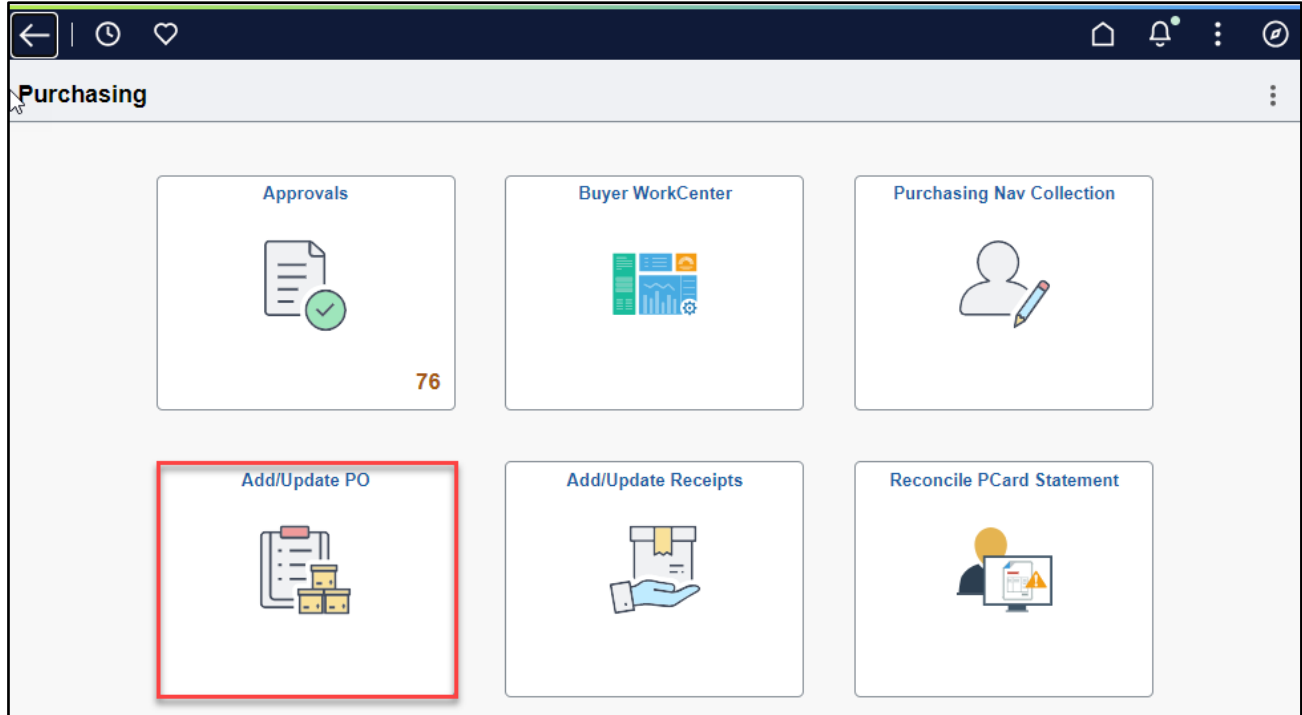 Purchasing
Approvals
Buyer WorkCenter
Purchasing Nav Collection
76
Add/Update PO
Add/Update Receipts
Reconcile PCard Statement